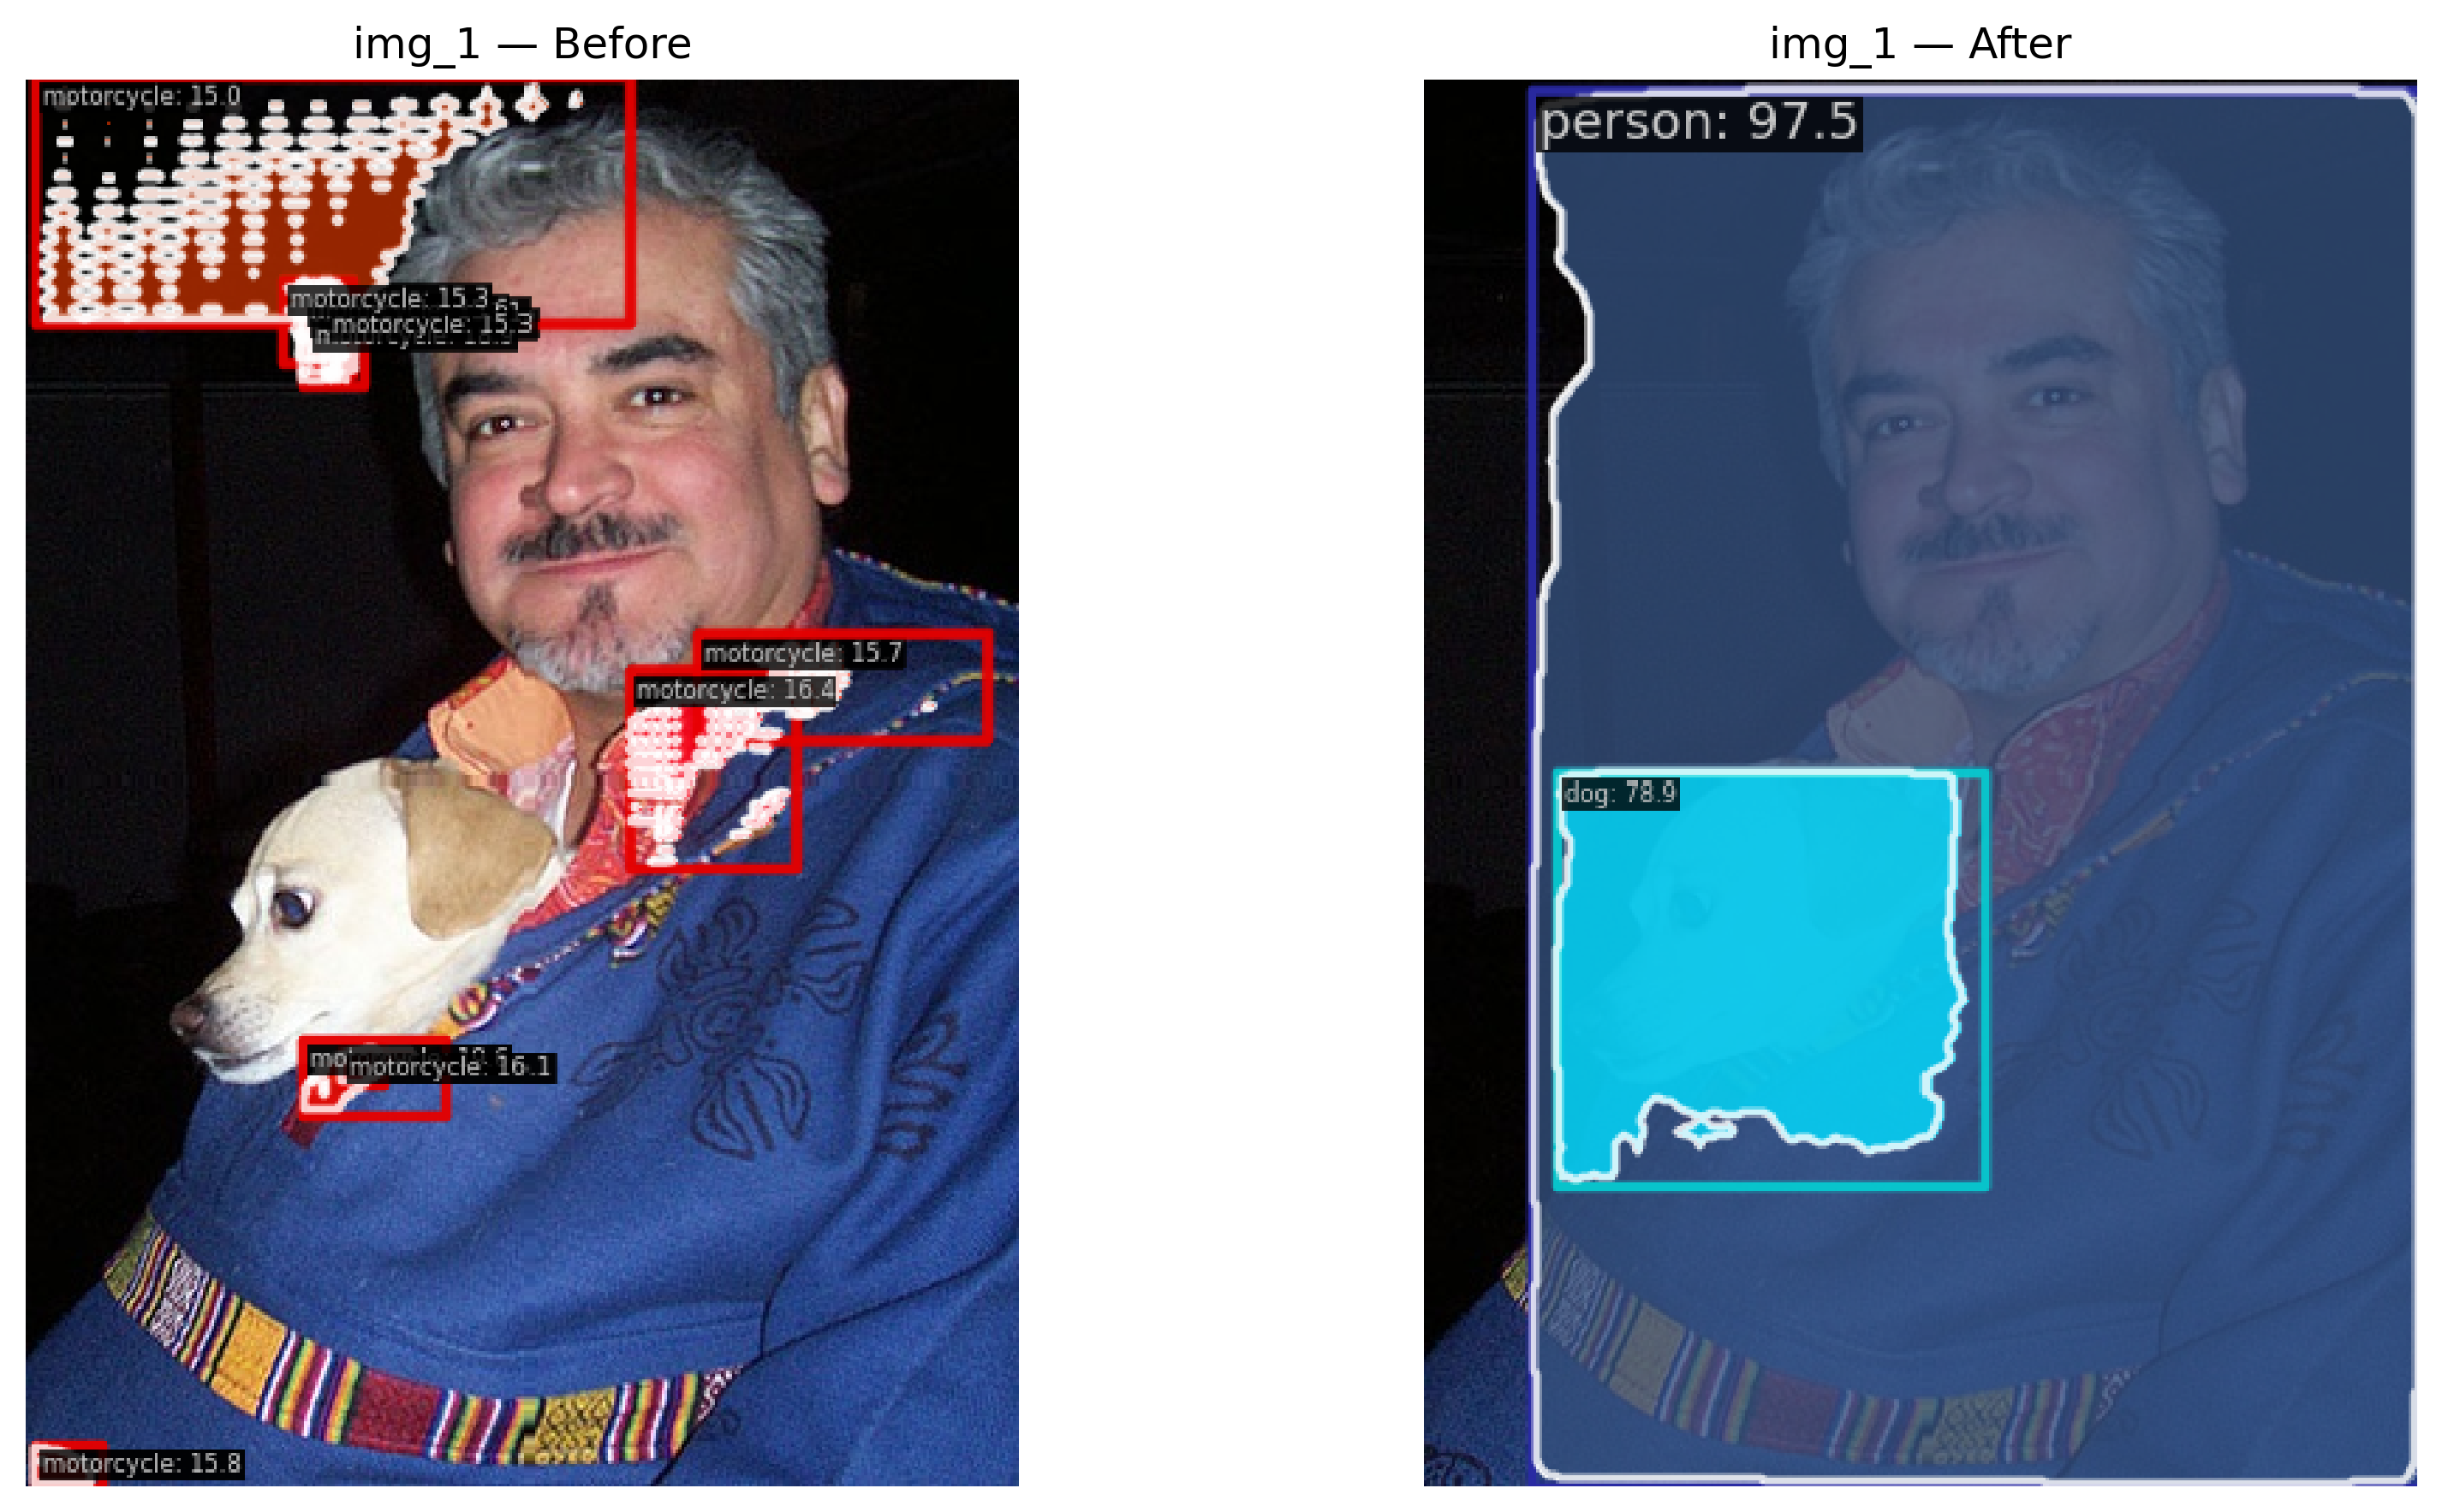 img_1 — Before
img_1 — After
motorcycle: 15.0
person: 97.5
motorcycle: 15.3
motorcycle: 15.3
motorcycle: 15.7
motorcycle: 16.4
dog: 78.9
motorcycle: 16.1
motorcycle: 15.8